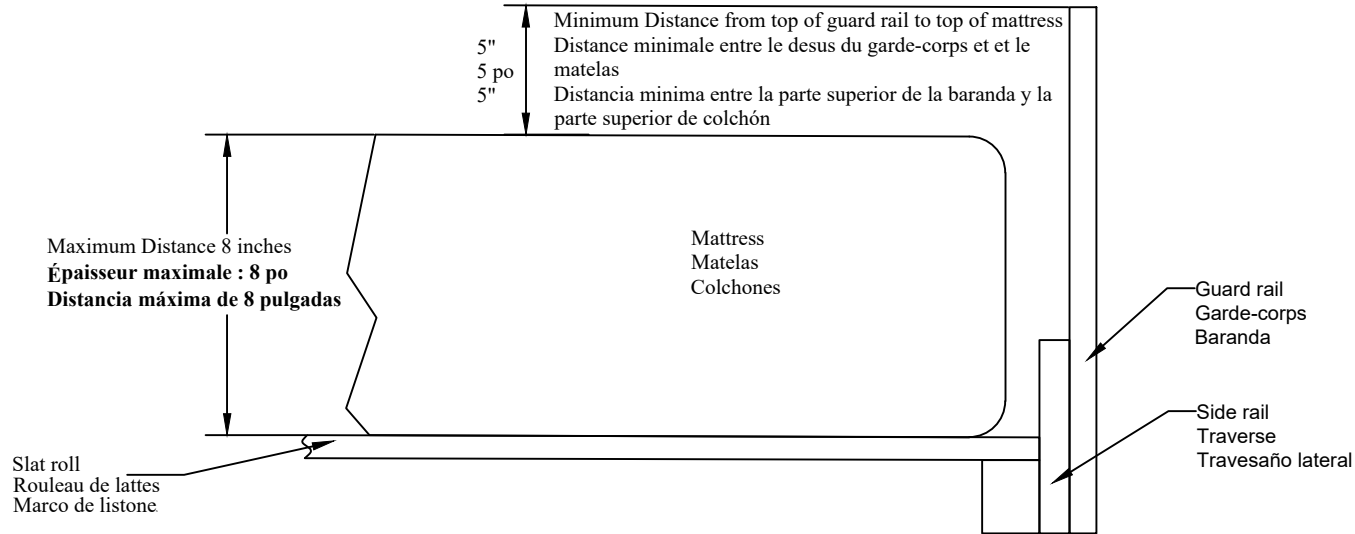 Minimum Distance from top of guard rail to top of mattress
5"
Distance minimale entre le desus du garde-corps et et le
5 po
matelas
5"
Distancia minima entre la parte superior de la baranda y la
parte superior de colchón
Maximum Distance 8 inches
Épaisseur maximale : 8 po
Distancia máxima de 8 pulgadas
Mattress
Matelas
Colchones
Guard rail
Garde-corps
Baranda
Side rail
Traverse
Travesaño lateral
Slat roll
Rouleau de lattes
Marco de listone